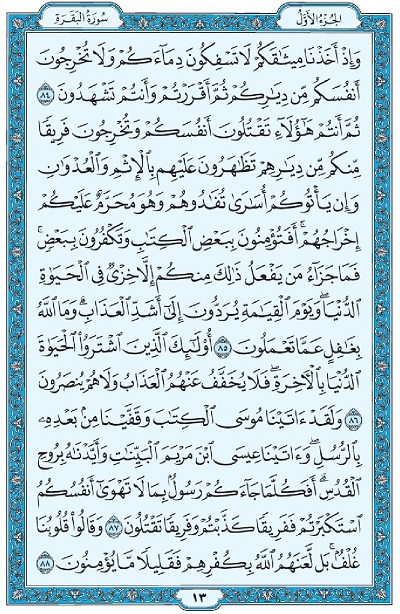 الجُزءُ الأَوَّلُ
سُورَةُ البَقَرَةِ
وَإِذْ أَخَذْنَا مِيثَٰقَكُمْ لَا تَسْفِكُونَ دِمَآءَكُمْ وَلَا تُخْرِجُونَ
أَنفُسَكُم مِّن دِيَٰرِكُمْ ثُمَّ أَقْرَرْتُمْ وَأَنتُمْ تَشْهَدُونَ ٨٤
ثُمَّ أَنتُمْ هَٰٓؤُلَآءِ تَقْتُلُونَ أَنفُسَكُمْ وَتُخْرِجُونَ فَرِيقًا
مِّنكُم مِّن دِيَٰرِهِمْ تَظَٰهَرُونَ عَلَيْهِم بِٱلْإِثْمِ وَٱلْعُدْوَٰنِ
وَإِن يَأْتُوكُمْ أُسَٰرَىٰ تُفَٰدُوهُمْ وَهُوَ مُحَرَّمٌ عَلَيْكُمْ
إِخْرَاجُهُمْ ۚ أَفَتُؤْمِنُونَ بِبَعْضِ ٱلْكِتَٰبِ وَتَكْفُرُونَ بِبَعْضٍ ۚ
فَمَا جَزَآءُ مَن يَفْعَلُ ذَٰلِكَ مِنكُمْ إِلَّا خِزْىٌ فِى ٱلْحَيَوٰةِ
ٱلدُّنْيَا ۖ وَيَوْمَ ٱلْقِيَٰمَةِ يُرَدُّونَ إِلَىٰٓ أَشَدِّ ٱلْعَذَابِ ۗ وَمَا ٱللَّهُ
بِغَٰفِلٍ عَمَّا تَعْمَلُونَ ٨٥ أُو۟لَٰٓئِكَ ٱلَّذِينَ ٱشْتَرَوُا۟ ٱلْحَيَوٰةَ
ٱلدُّنْيَا بِٱلْءَاخِرَةِ ۖ فَلَا يُخَفَّفُ عَنْهُمُ ٱلْعَذَابُ وَلَا هُمْ يُنصَرُونَ
٨٦ وَلَقَدْ ءَاتَيْنَا مُوسَى ٱلْكِتَٰبَ وَقَفَّيْنَا مِنۢ بَعْدِهِۦ
بِٱلرُّسُلِ ۖ وَءَاتَيْنَا عِيسَى ٱبْنَ مَرْيَمَ ٱلْبَيِّنَٰتِ وَأَيَّدْنَٰهُ بِرُوحِ
ٱلْقُدُسِ ۗ أَفَكُلَّمَا جَآءَكُمْ رَسُولٌۢ بِمَا لَا تَهْوَىٰٓ أَنفُسُكُمُ
ٱسْتَكْبَرْتُمْ فَفَرِيقًا كَذَّبْتُمْ وَفَرِيقًا تَقْتُلُونَ ٨٧ وَقَالُوا۟ قُلُوبُنَا
غُلْفٌۢ ۚ بَل لَّعَنَهُمُ ٱللَّهُ بِكُفْرِهِمْ فَقَلِيلًا مَّا يُؤْمِنُونَ ٨٨
١٣